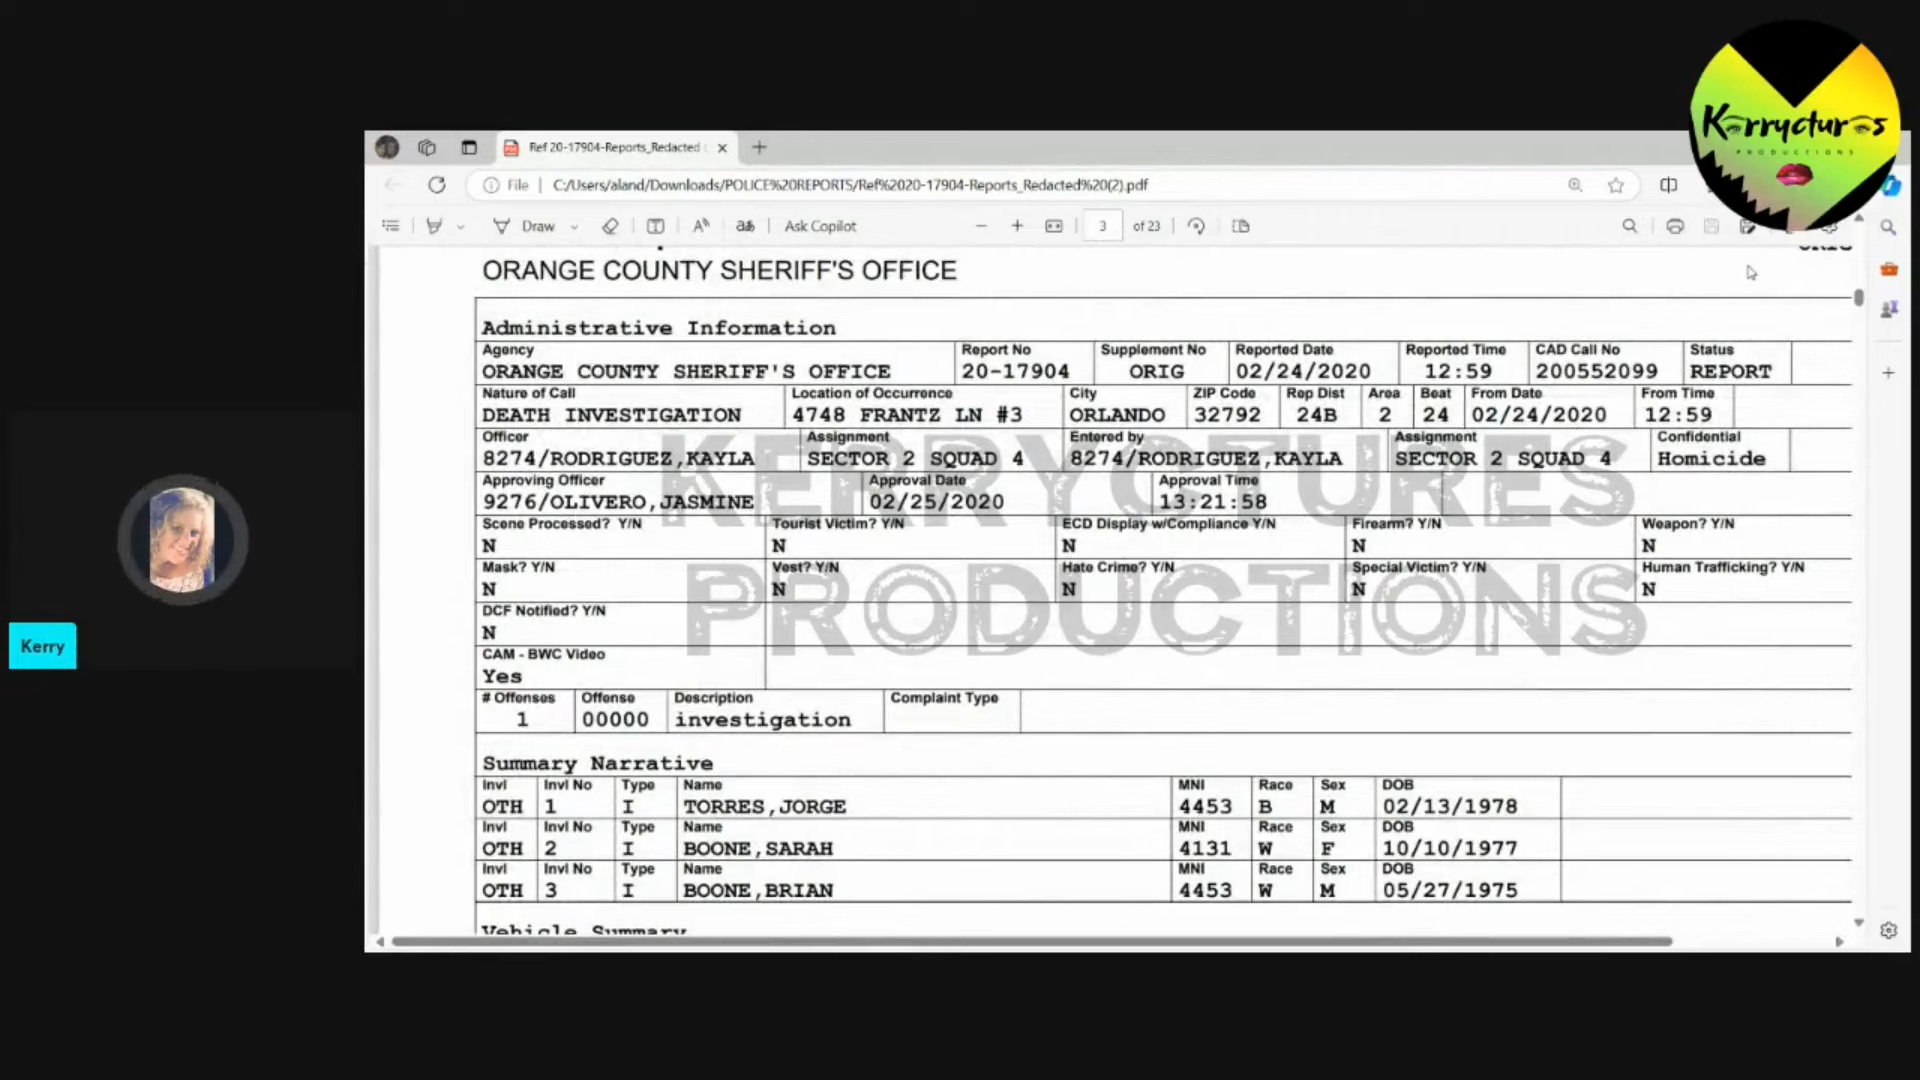 Kerryctures
PRODUCTIONS
Ref 20-17904-Reports_Redacted
File C:/Users/aland/Downloads/POLICE%20REPORTS/Ref%2020-17904-Reports_Redacted%20(2).pdf
Draw Ask Copilot 3 of 23
ORANGE COUNTY SHERIFF'S OFFICE
Administrative Information
Agency Report No Supplement No Reported Date Reported Time CAD Call No Status
ORANGE COUNTY SHERIFF'S OFFICE 20-17904 ORIG 02/24/2020 12:59 200552099 REPORT
Nature of Call Location of Occurrence City ZIP Code Rep Dist Area Beat From Date From Time
DEATH INVESTIGATION 4748 FRANTZ LN #3 ORLANDO 32792 24B 2 24 02/24/2020 12:59
Officer Assignment Entered by Assignment Confidential
8274/RODRIGUEZ,KAYLA SECTOR 2 SQUAD 4 8274/RODRIGUEZ,KAYLA SECTOR 2 SQUAD 4 Homicide
Approving Officer Approval Date Approval Time
9276/OLIVERO,JASMINE 02/25/2020 13:21:58
Scene Processed? Y/N Tourist Victim? Y/N ECD Display w/Compliance Y/N Firearm? Y/N Weapon? Y/N
N N N N N
Mask? Y/N Vest? Y/N Hate Crime? Y/N Special Victim? Y/N Human Trafficking? Y/N
N N N N N
DCF Notified? Y/N
N
CAM - BWC Video
Yes
# Offenses Offense Description Complaint Type
1 00000 investigation
Summary Narrative
Invl Invl No Type Name MNI Race Sex DOB
OTH 1 I TORRES,JORGE 4453 B M 02/13/1978
Invl Invl No Type Name MNI Race Sex DOB
OTH 2 I BOONE,SARAH 4131 W F 10/10/1977
Invl Invl No Type Name MNI Race Sex DOB
OTH 3 I BOONE,BRIAN 4453 W M 05/27/1975
Vehicle Summary
KERRYCTURES
PRODUCTIONS
Kerry